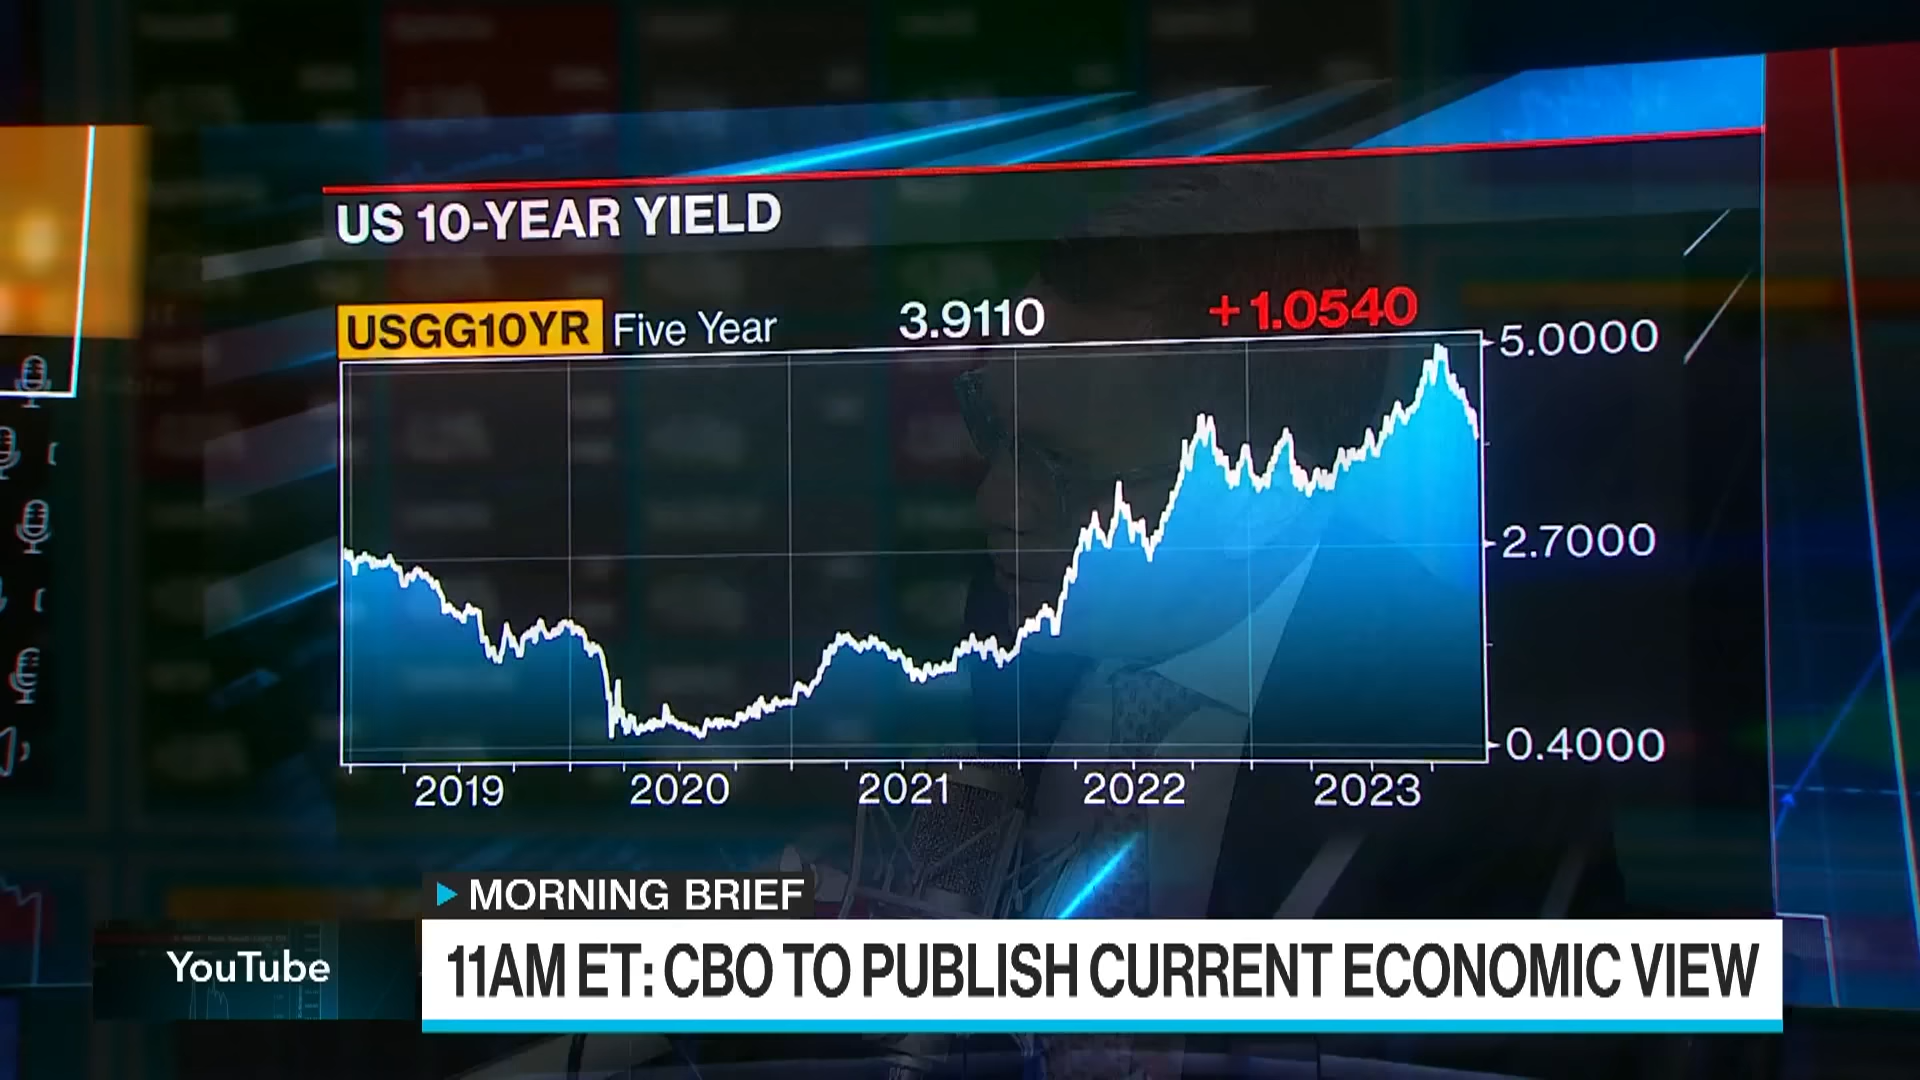 US 10-YEAR YIELD
USGG10YR Five Year 3.9110 +1.0540
5.0000
2.7000
0.4000
2019 2020 2021 2022 2023
MORNING BRIEF
YouTube
11AM ET: CBO TO PUBLISH CURRENT ECONOMIC VIEW